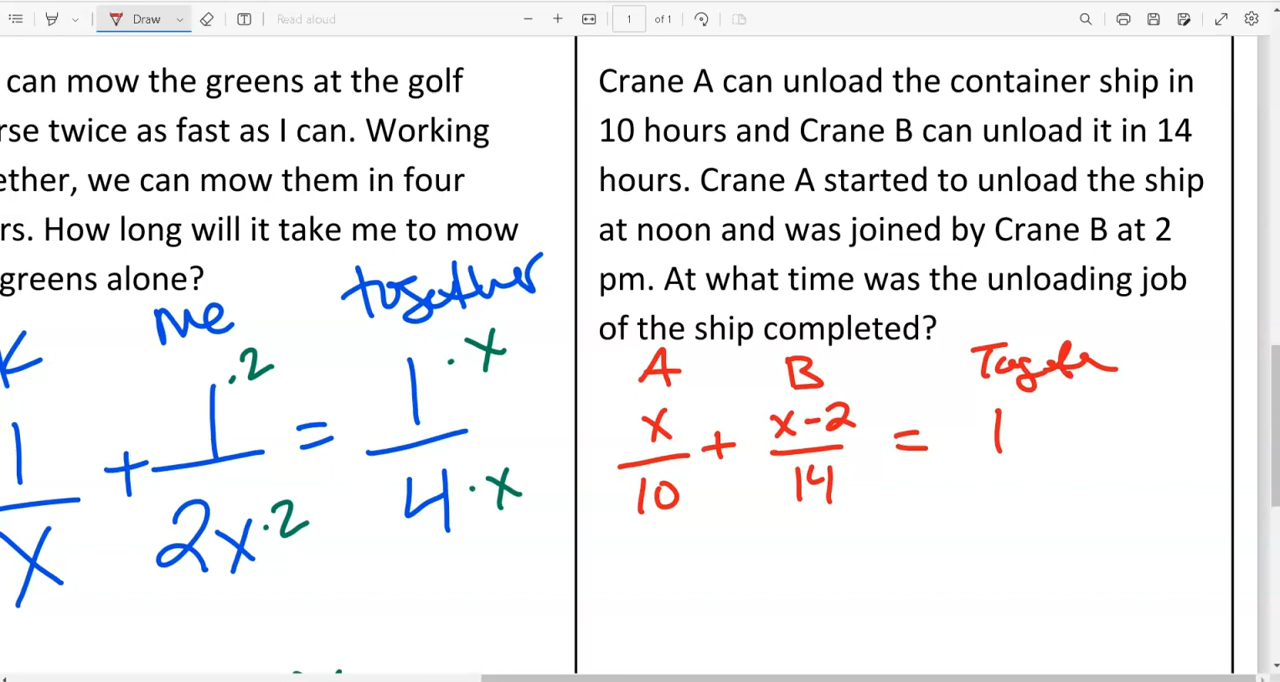 Draw
Read aloud
1 of 1
can mow the greens at the golf
rse twice as fast as I can. Working
ether, we can mow them in four
rs. How long will it take me to mow
greens alone?
K
me
together
1 / X + 1 · 2 / 2x · 2 = 1 · x / 4 · x
Crane A can unload the container ship in
10 hours and Crane B can unload it in 14
hours. Crane A started to unload the ship
at noon and was joined by Crane B at 2
pm. At what time was the unloading job
of the ship completed?
A B Together
x / 10 + x-2 / 14 = 1